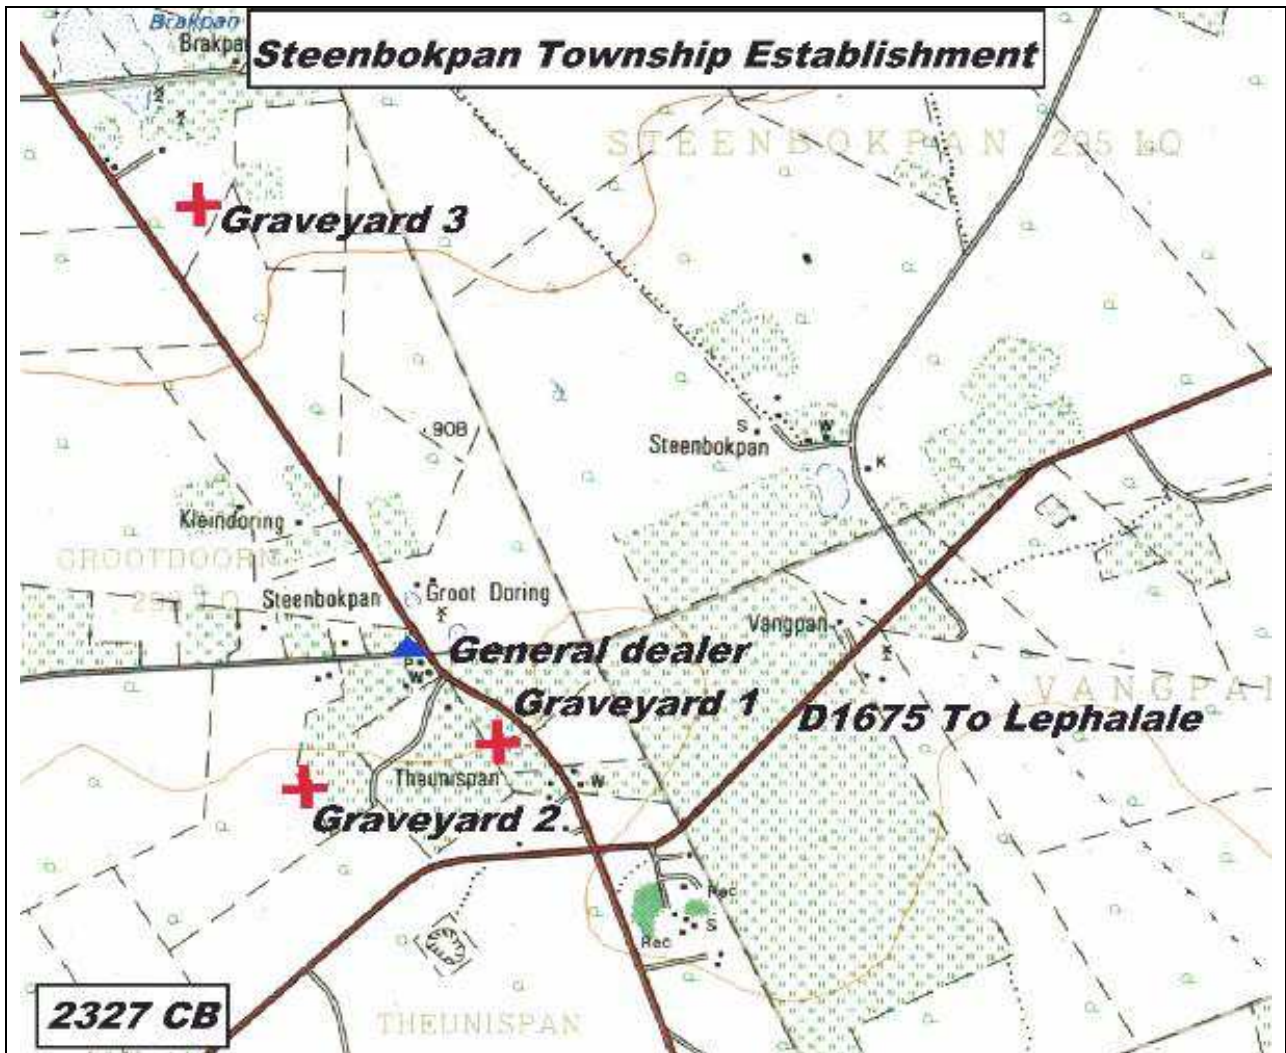 Brakpan
Steenbokpan Township Establishment
STEENBOKPAN 295 LQ
Graveyard 3
908
S
W
Steenbokpan
K
Kleindoring
GROOTDOORN
Steenbokpan
Groot Doring
Vangpan
General dealer
W
Graveyard 1
VANGPAN
D1675 To Lephalale
Theunispan
W
Graveyard 2
Rec
S
Rec
2327 CB
THEUNISPAN